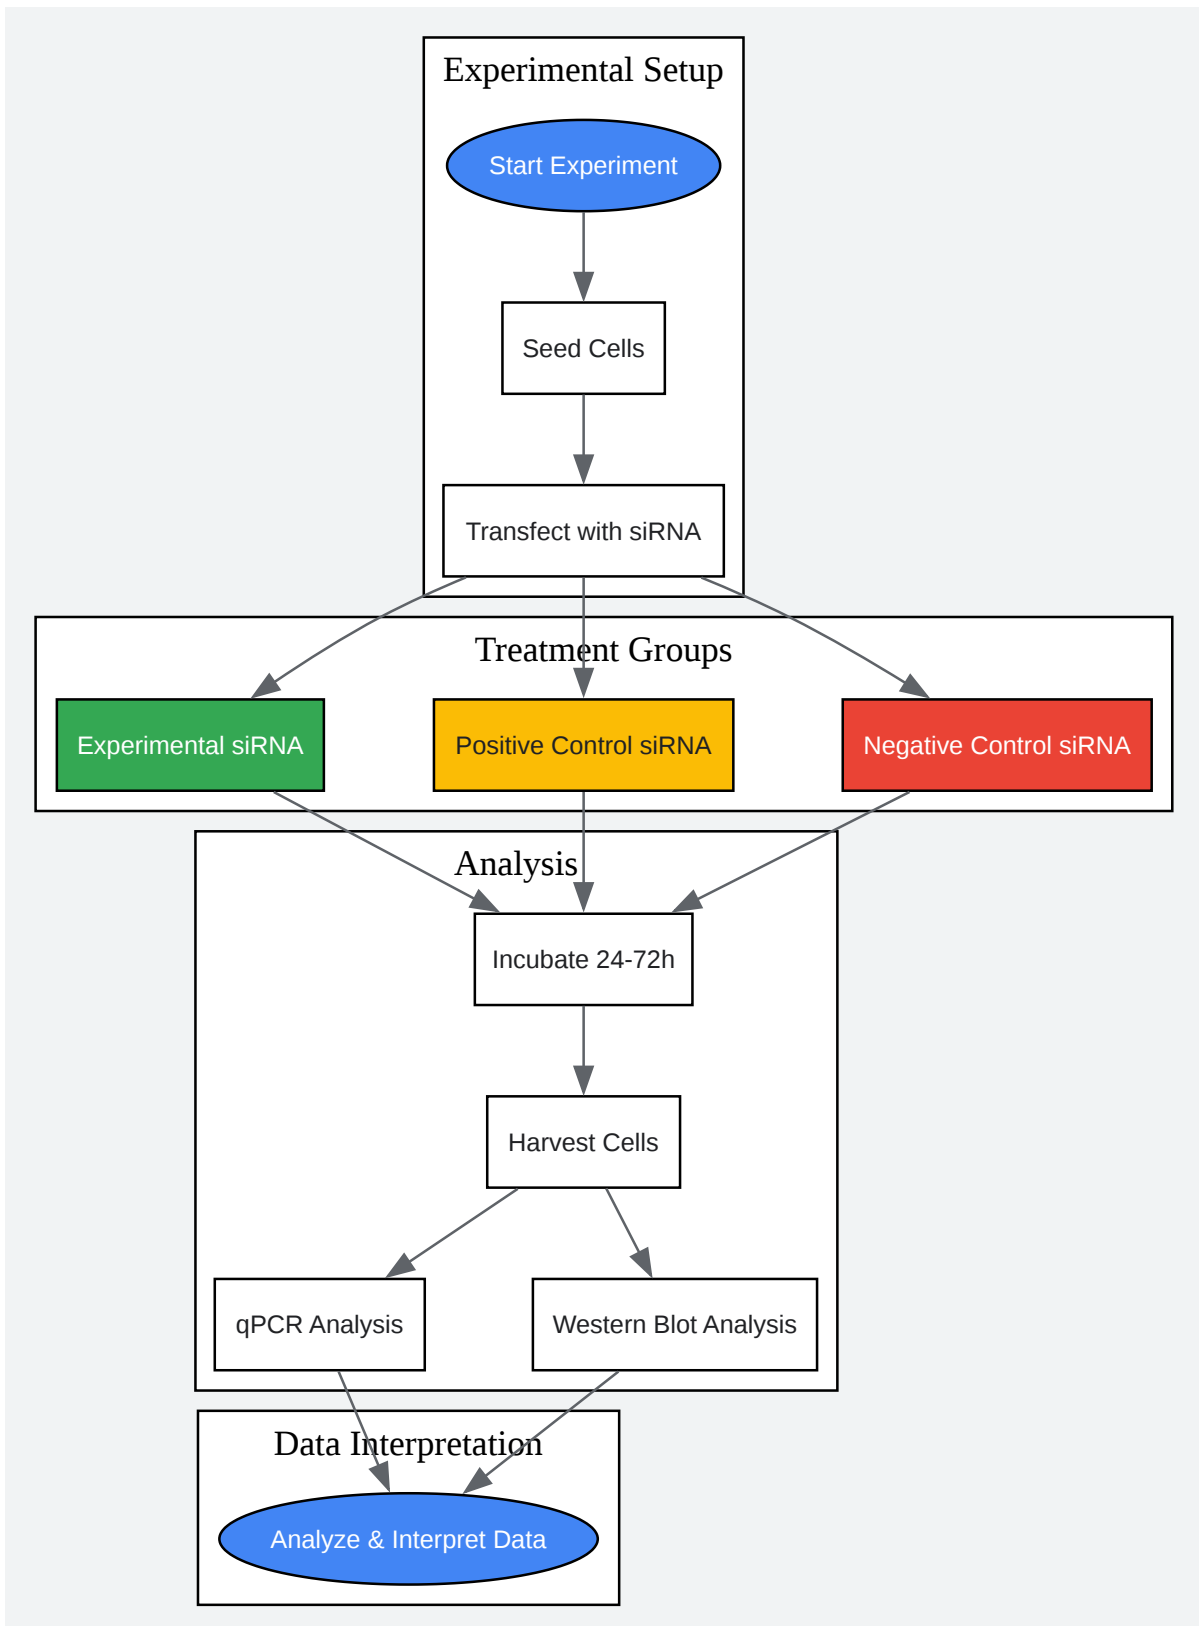 Experimental Setup
Start Experiment
Seed Cells
Transfect with siRNA
Treatment Groups
Experimental siRNA
Positive Control siRNA
Negative Control siRNA
Analysis
Incubate 24-72h
Harvest Cells
qPCR Analysis
Western Blot Analysis
Data Interpretation
Analyze & Interpret Data